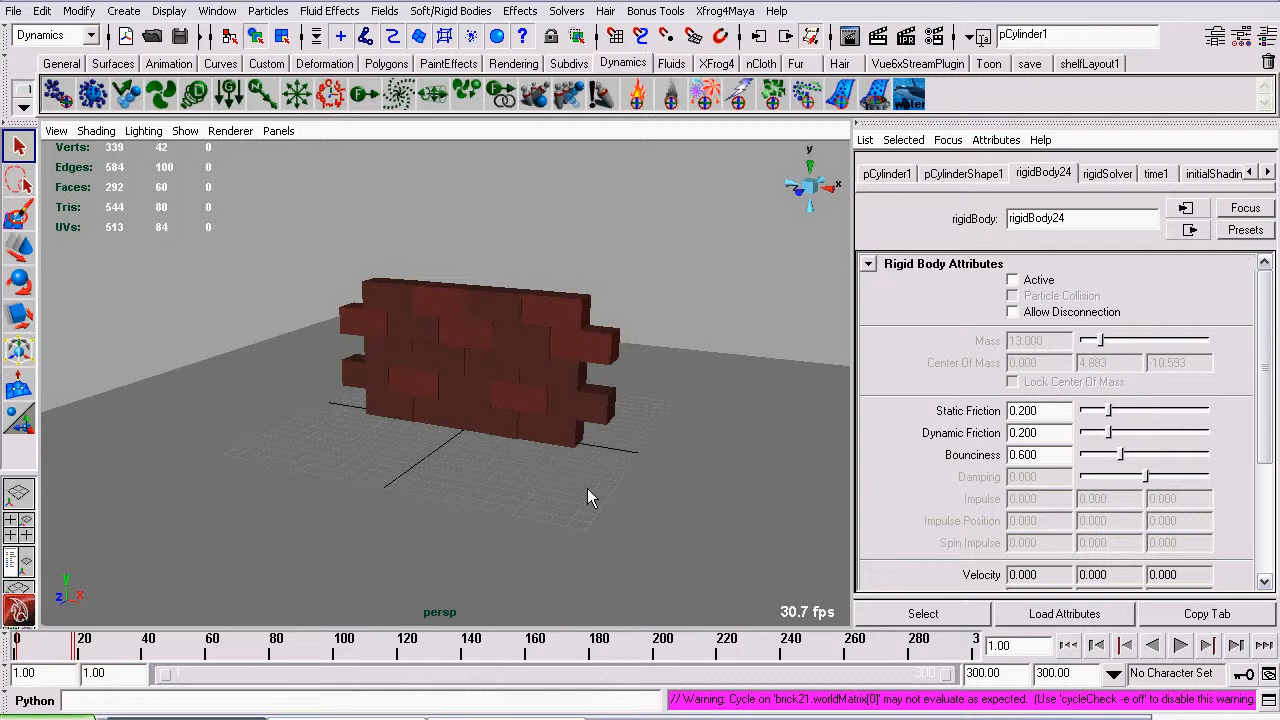 File Edit Modify Create Display Window Particles Fluid Effects Fields Soft/Rigid Bodies Effects Solvers Hair Bonus Tools Xfrog4Maya Help
Dynamics pCylinder1
General Surfaces Animation Curves Custom Deformation Polygons PaintEffects Rendering Subdivs Dynamics Fluids XFrog4 nCloth Fur Hair Vue6xStreamPlugin Toon save shelfLayout1
water
View Shading Lighting Show Renderer Panels
List Selected Focus Attributes Help
Verts: 339 42 0
Edges: 584 100 0
Faces: 292 60 0
Tris: 544 80 0
UVs: 513 84 0
y
x
pCylinder1 pCylinderShape1 rigidBody24 rigidSolver time1 initialShadin
rigidBody: rigidBody24 Focus
Presets
Rigid Body Attributes
Active
Particle Collision
Allow Disconnection
Mass 13.000
Center Of Mass 0.000 4.883 -10.593
Lock Center Of Mass
Static Friction 0.200
Dynamic Friction 0.200
Bounciness 0.600
Damping 0.000
Impulse 0.000 0.000 0.000
Impulse Position 0.000 0.000 0.000
Spin Impulse 0.000 0.000 0.000
Velocity 0.000 0.000 0.000
y
z x
persp
30.7 fps
Select Load Attributes Copy Tab
0 20 40 60 80 100 120 140 160 180 200 220 240 260 280 3
1.00
1.00 1.00 1 300 300.00 300.00 No Character Set
Python // Warning: Cycle on 'brick21.worldMatrix[0]' may not evaluate as expected. (Use 'cycleCheck -e off' to disable this warning.